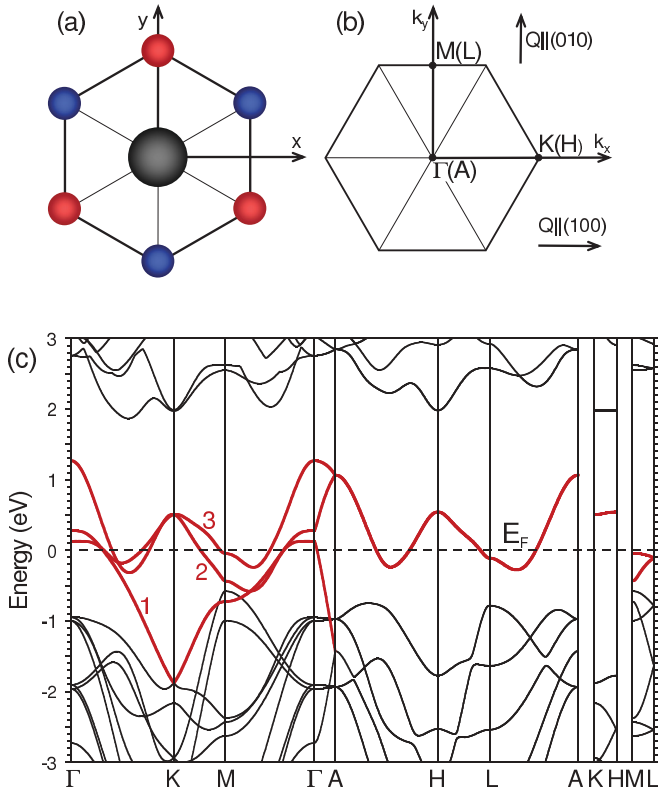 (a)
y
x
(b)
k_y
M(L)
Q||(010)
K(H)
k_x
Γ(A)
Q||(100)
(c)
Energy (eV)
3
2
1
0
-1
-2
-3
1
2
3
E_F
Γ K M Γ A H L A K H M L